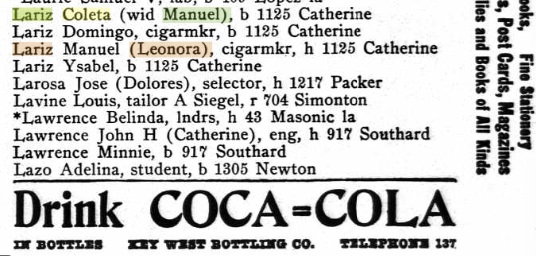 Lariz Coleta (wid Manuel), b 1125 Catherine
Lariz Domingo, cigarmkr, b 1125 Catherine
Lariz Manuel (Leonora), cigarmkr, h 1125 Catherine
Lariz Ysabel, b 1125 Catherine
Larosa Jose (Dolores), selector, h 1217 Packer
Lavine Louis, tailor A Siegel, r 704 Simonton
*Lawrence Belinda, lndrs, h 43 Masonic la
Lawrence John H (Catherine), eng, h 917 Southard
Lawrence Minnie, b 917 Southard
Lazo Adelina, student, b 1305 Newton
Drink COCA=COLA
IN BOTTLES KEY WEST BOTTLING CO. TELEPHONE 137
Fine Stationery
Post Cards, Magazines
and Books of All Kinds